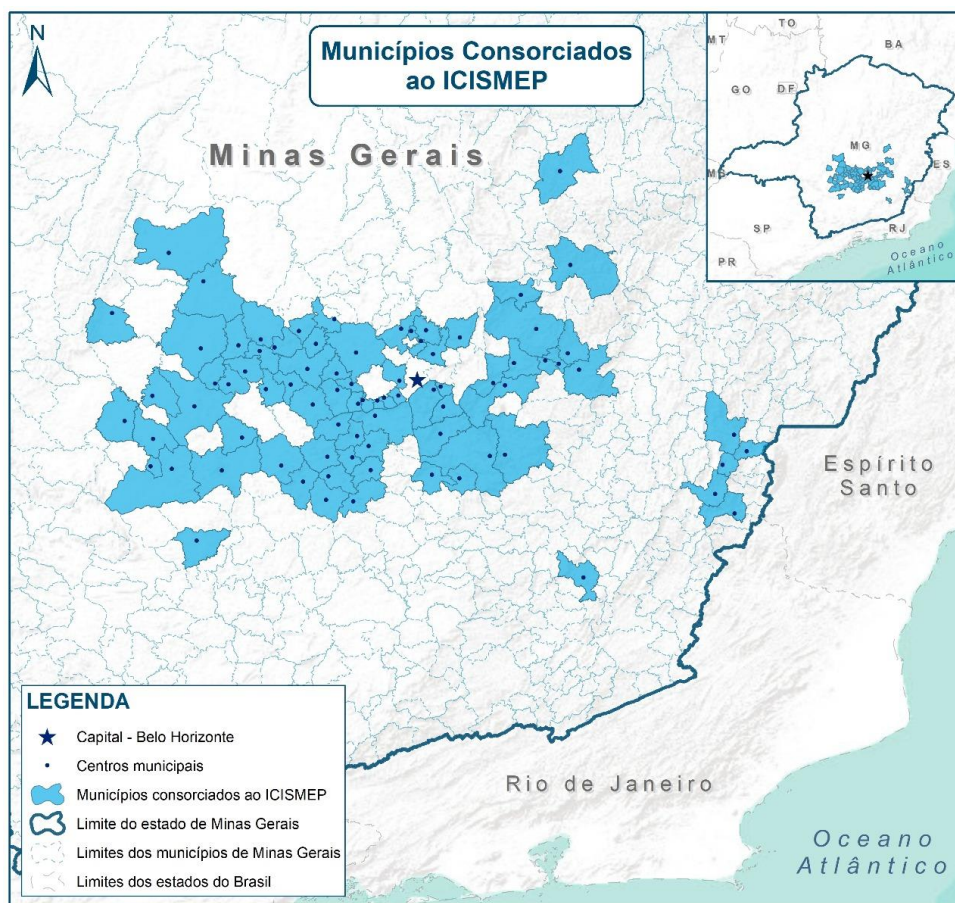 N
Municípios Consorciados
ao ICISMEP
Minas Gerais
TO
MT
BA
GO
DF
MG
MS
ES
SP
RJ
PR
Oceano
Atlântico
Espírito
Santo
Rio de Janeiro
Oceano
Atlântico
LEGENDA
Capital - Belo Horizonte
Centros municipais
Municípios consorciados ao ICISMEP
Limite do estado de Minas Gerais
Limites dos municípios de Minas Gerais
Limites dos estados do Brasil